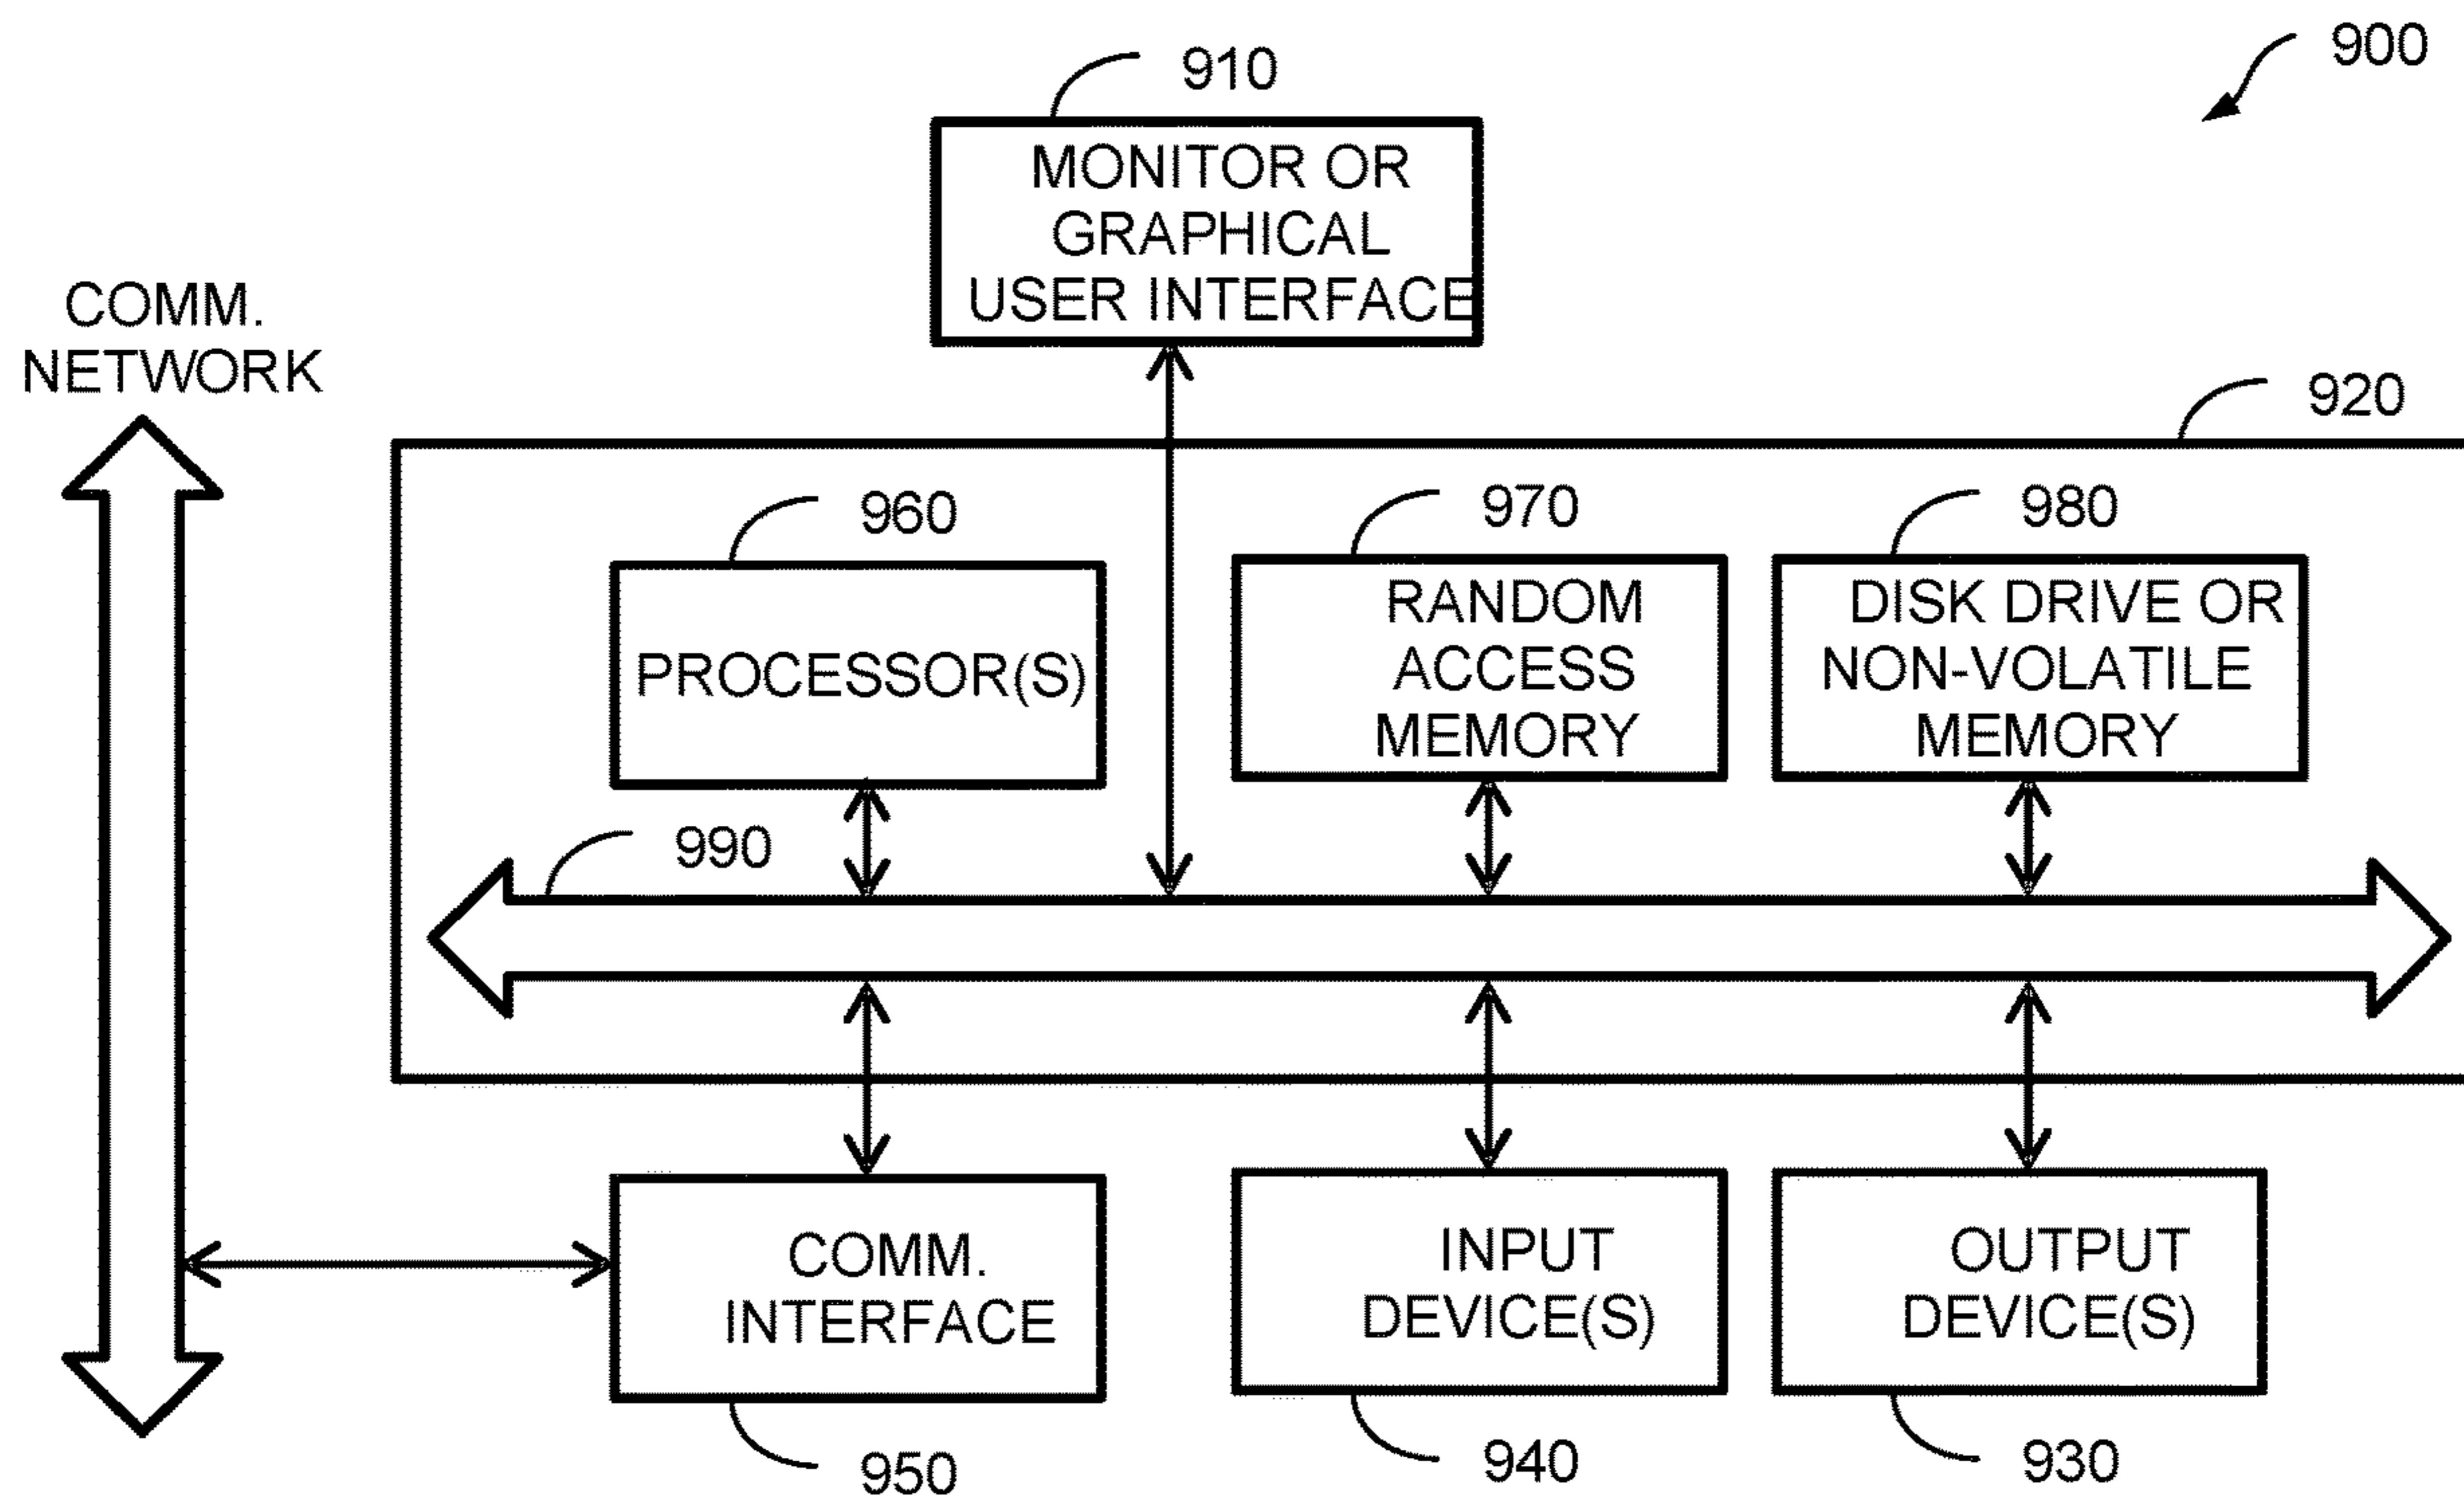 900
910
MONITOR OR
GRAPHICAL
USER INTERFACE
COMM.
NETWORK
920
960
PROCESSOR(S)
970
RANDOM
ACCESS
MEMORY
980
DISK DRIVE OR
NON-VOLATILE
MEMORY
990
COMM.
INTERFACE
950
INPUT
DEVICE(S)
940
OUTPUT
DEVICE(S)
930